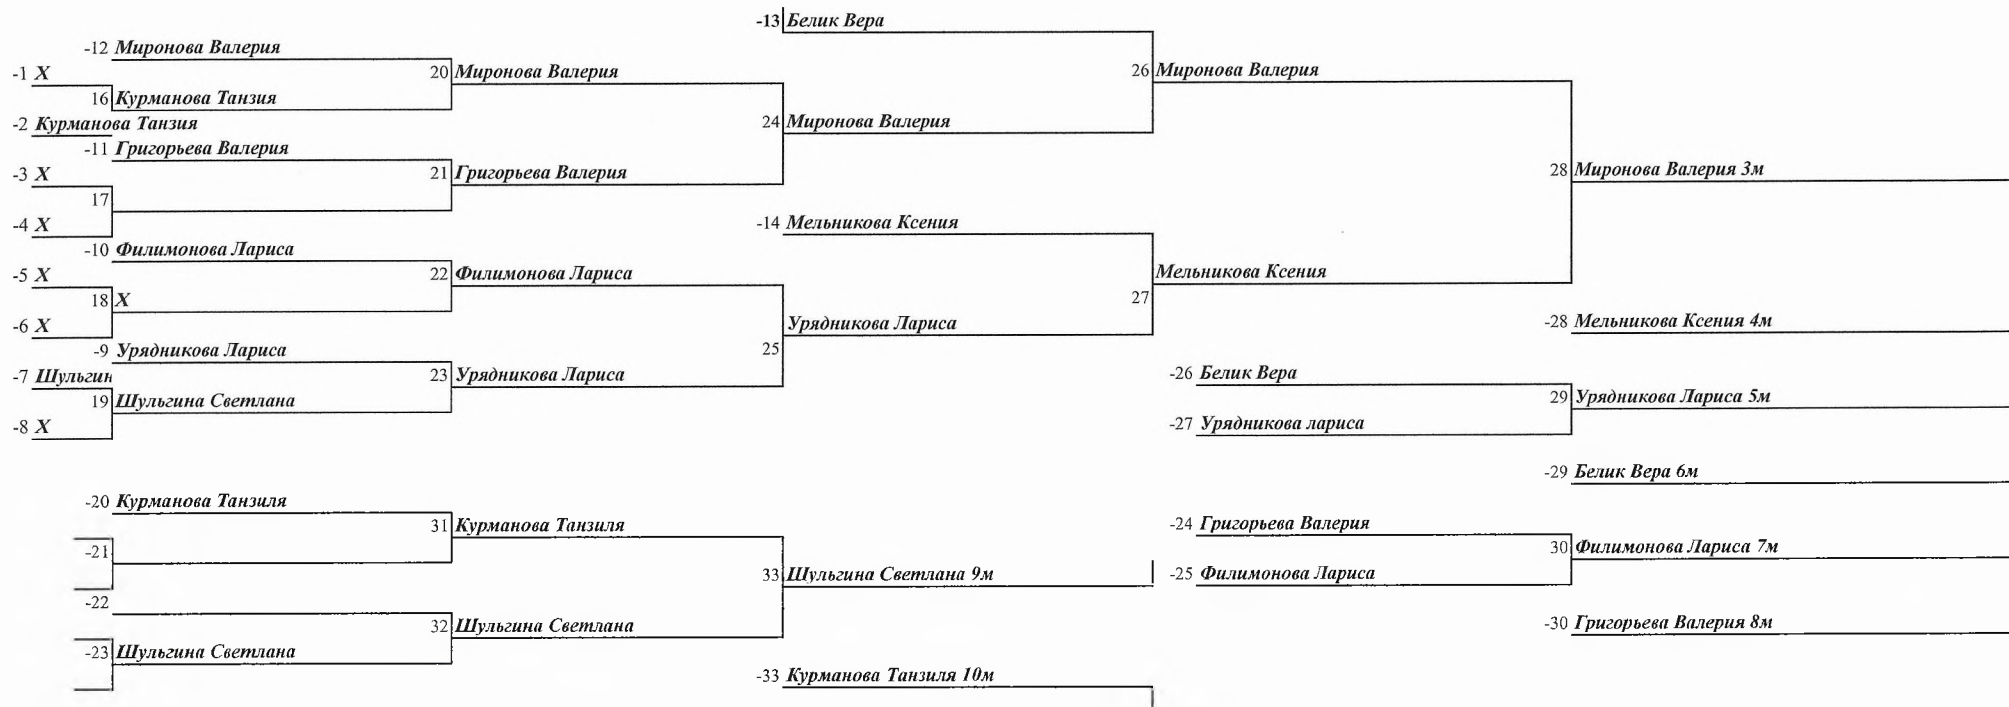 -13 Белик Вера
-12 Миронова Валерия
-1 X
20 Миронова Валерия
26 Миронова Валерия
16 Курманова Танзия
-2 Курманова Танзия
24 Миронова Валерия
-11 Григорьева Валерия
-3 X
21 Григорьева Валерия
28 Миронова Валерия 3м
17
-4 X
-14 Мельникова Ксения
-10 Филимонова Лариса
-5 X
22 Филимонова Лариса
Мельникова Ксения
18 X
27
-6 X
Урядникова Лариса
-28 Мельникова Ксения 4м
-9 Урядникова Лариса
25
-7 Шульгин
23 Урядникова Лариса
-26 Белик Вера
19 Шульгина Светлана
29 Урядникова Лариса 5м
-8 X
-27 Урядникова лариса
-29 Белик Вера 6м
-20 Курманова Танзиля
31 Курманова Танзиля
-24 Григорьева Валерия
-21
30 Филимонова Лариса 7м
33 Шульгина Светлана 9м
-25 Филимонова Лариса
-22
32 Шульгина Светлана
-30 Григорьева Валерия 8м
-23 Шульгина Светлана
-33 Курманова Танзиля 10м